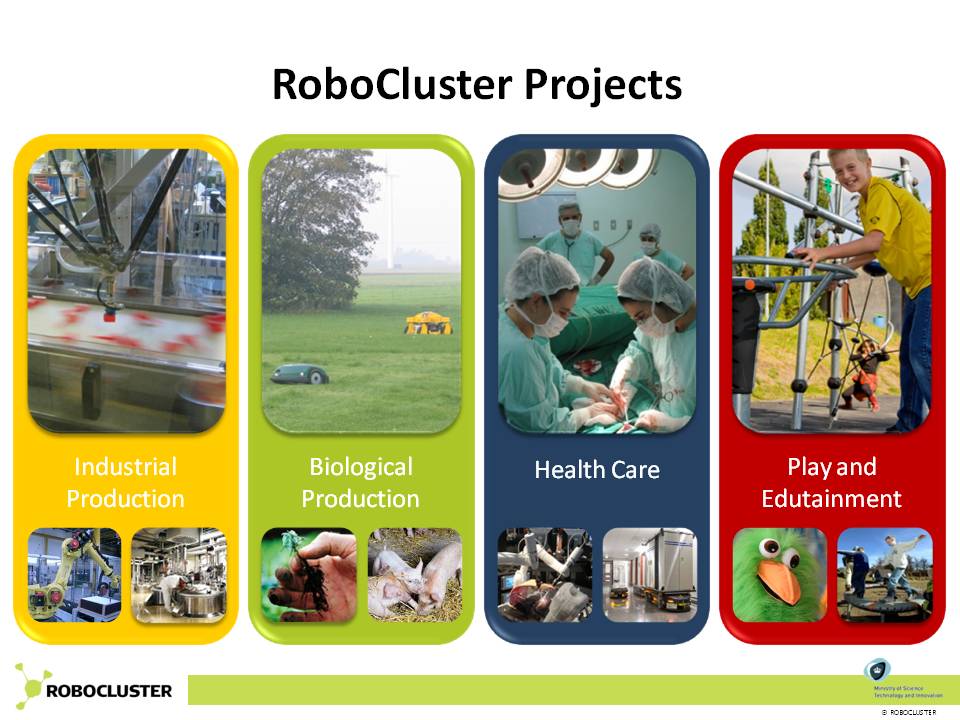 RoboCluster Projects
Industrial
Production
Biological
Production
Health Care
Play and
Edutainment
ROBOCLUSTER
Ministry of Science
Technology and Innovation
© ROBOCLUSTER